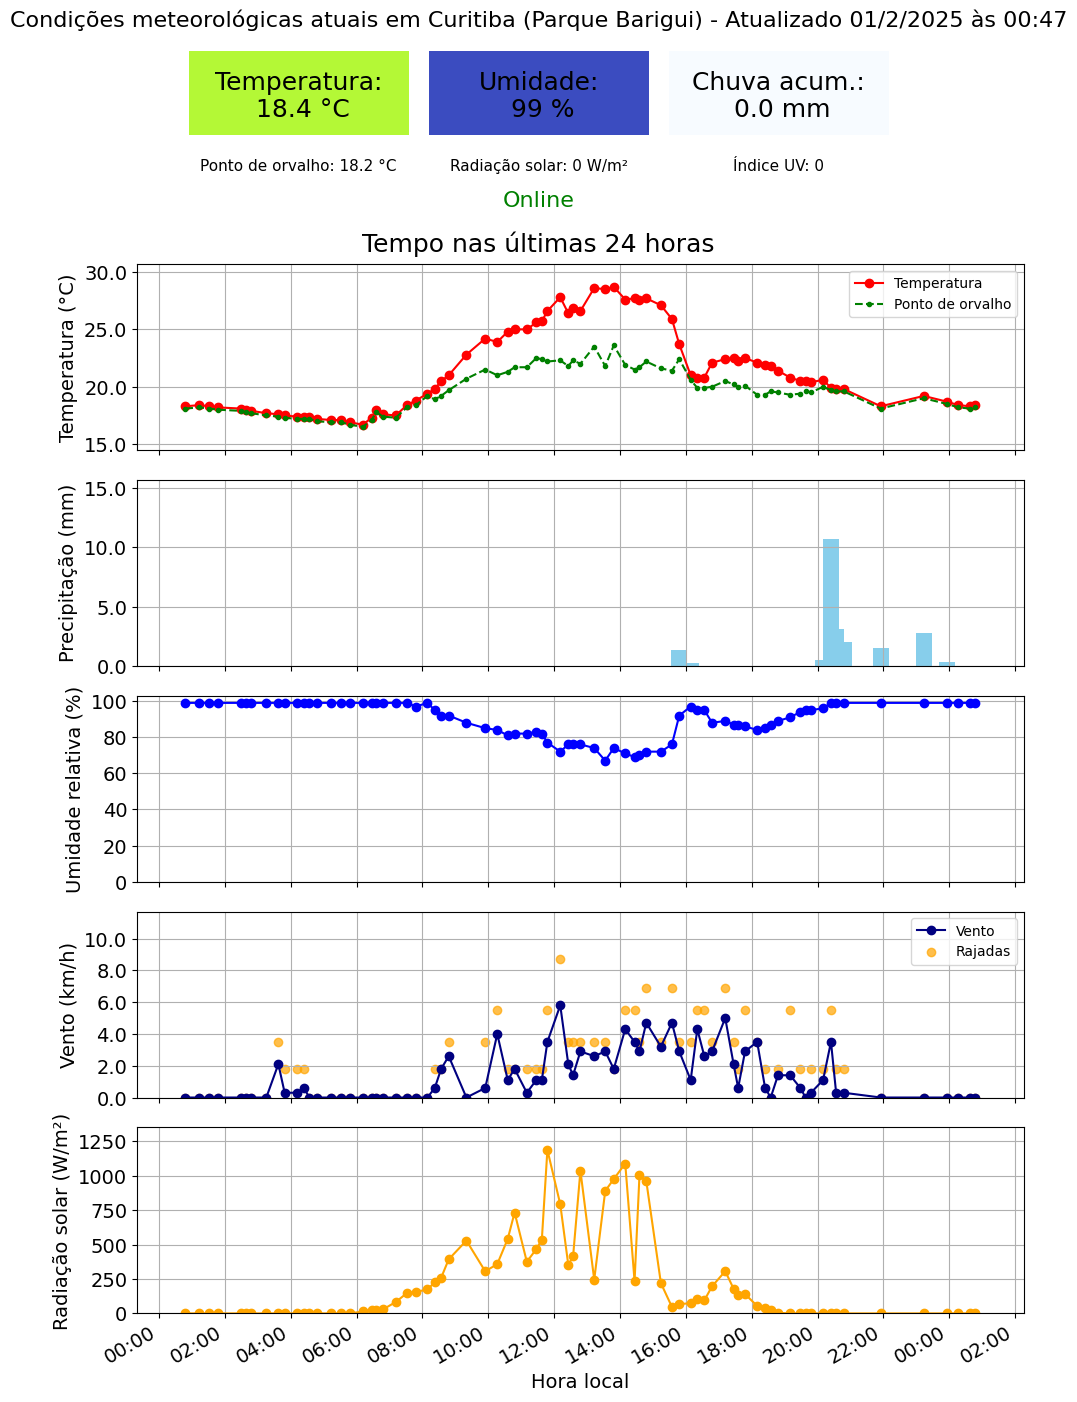 Condições meteorológicas atuais em Curitiba (Parque Barigui) - Atualizado 01/2/2025 às 00:47
Temperatura:
18.4 °C
Umidade:
99 %
Chuva acum.:
0.0 mm
Ponto de orvalho: 18.2 °C
Radiação solar: 0 W/m²
Índice UV: 0
Online
Tempo nas últimas 24 horas
Temperatura (°C)
30.0
25.0
20.0
15.0
Temperatura
Ponto de orvalho
Precipitação (mm)
15.0
10.0
5.0
0.0
Umidade relativa (%)
100
80
60
40
20
0
Vento (km/h)
10.0
8.0
6.0
4.0
2.0
0.0
Vento
Rajadas
Radiação solar (W/m²)
1250
1000
750
500
250
0
00:00 02:00 04:00 06:00 08:00 10:00 12:00 14:00 16:00 18:00 20:00 22:00 00:00 02:00
Hora local